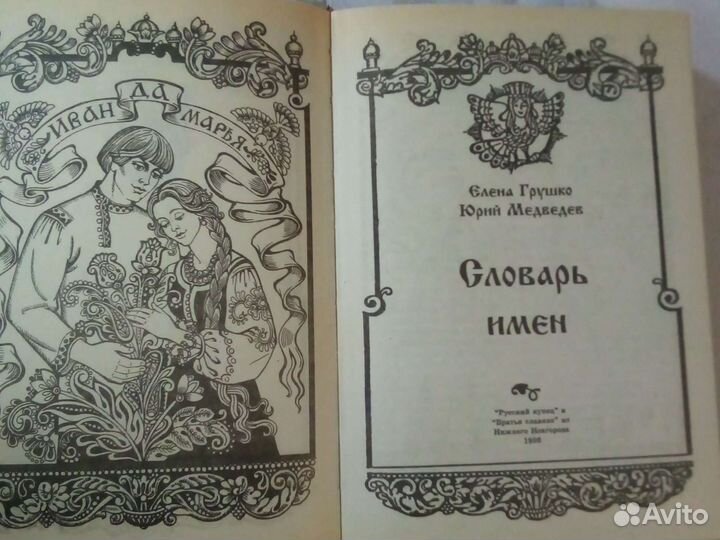 Иван
да
Марья
Елена Грушко
Юрий Медведев
Словарь
имен
"Русский купец" и
"Братья славяне" из
Нижнего Новгорода
Avito